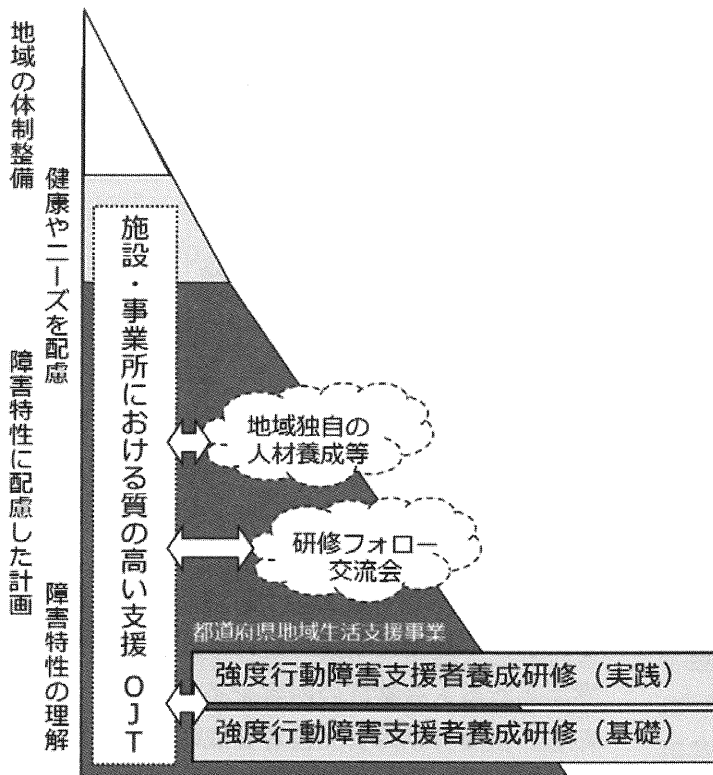 地域の体制整備
健康やニーズを配慮
障害特性に配慮した計画
障害特性の理解
施設・事業所における質の高い支援 OJT
地域独自の
人材養成等
研修フォロー
交流会
都道府県地域生活支援事業
強度行動障害支援者養成研修（実践）
強度行動障害支援者養成研修（基礎）